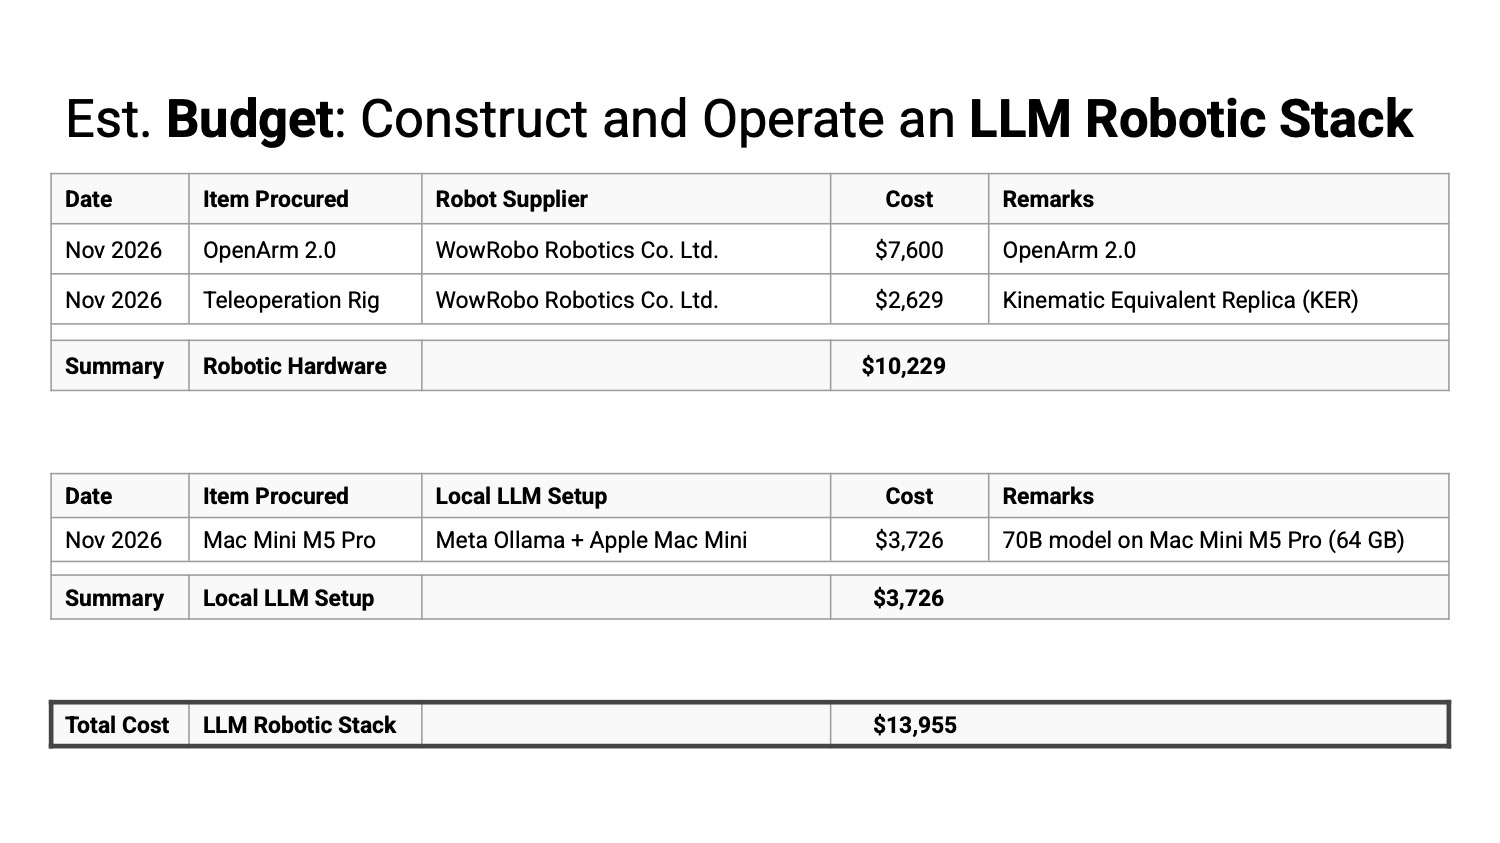 Est. Budget: Construct and Operate an LLM Robotic Stack
Date Item Procured Robot Supplier Cost Remarks
Nov 2026 OpenArm 2.0 WowRobo Robotics Co. Ltd. $7,600 OpenArm 2.0
Nov 2026 Teleoperation Rig WowRobo Robotics Co. Ltd. $2,629 Kinematic Equivalent Replica (KER)
Summary Robotic Hardware $10,229
Date Item Procured Local LLM Setup Cost Remarks
Nov 2026 Mac Mini M5 Pro Meta Ollama + Apple Mac Mini $3,726 70B model on Mac Mini M5 Pro (64 GB)
Summary Local LLM Setup $3,726
Total Cost LLM Robotic Stack $13,955